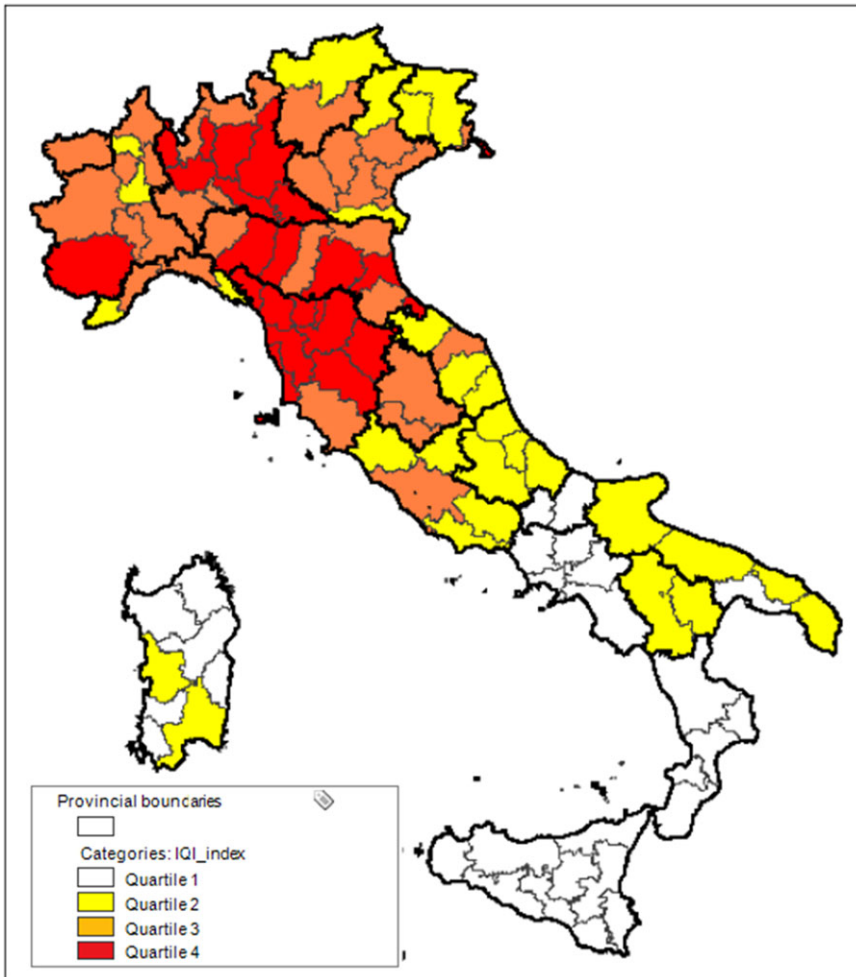 Provincial bouncaries
Categories: IQI_index
Quartile 1
Quartile 2
Quartile 3
Quartile 4